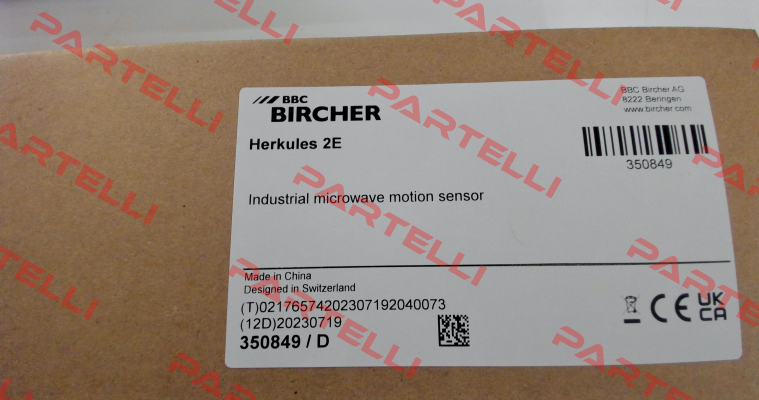 BBC
BIRCHER
BBC Bircher AG
8222 Beringen
www.bircher.com
Herkules 2E
350849
Industrial microwave motion sensor
Made in China
Designed in Switzerland
(T)02176574202307192040073
(12D)20230719
350849 / D
CE
UK
CA
PARTELLI
PARTELLI
PARTELLI
PARTELLI
PARTELLI
PARTELLI
PARTELLI
PARTELLI
PARTELLI